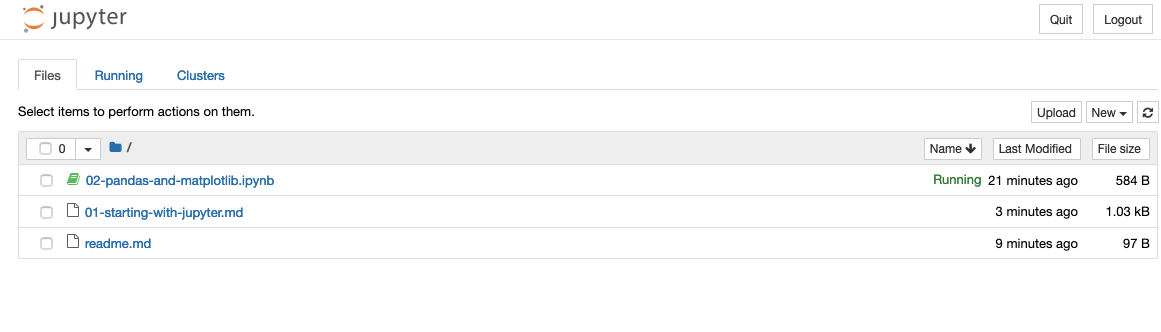 jupyter Quit Logout
Files Running Clusters
Select items to perform actions on them. Upload New
0 / Name Last Modified File size
02-pandas-and-matplotlib.ipynb Running 21 minutes ago 584 B
01-starting-with-jupyter.md 3 minutes ago 1.03 kB
readme.md 9 minutes ago 97 B